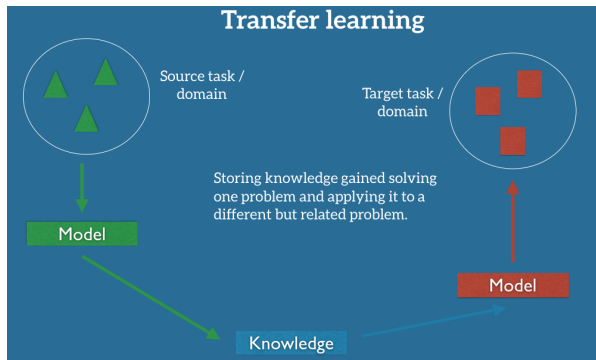 Transfer learning
Source task /
domain
Target task /
domain
Storing knowledge gained solving
one problem and applying it to a
different but related problem.
Model
Model
Knowledge